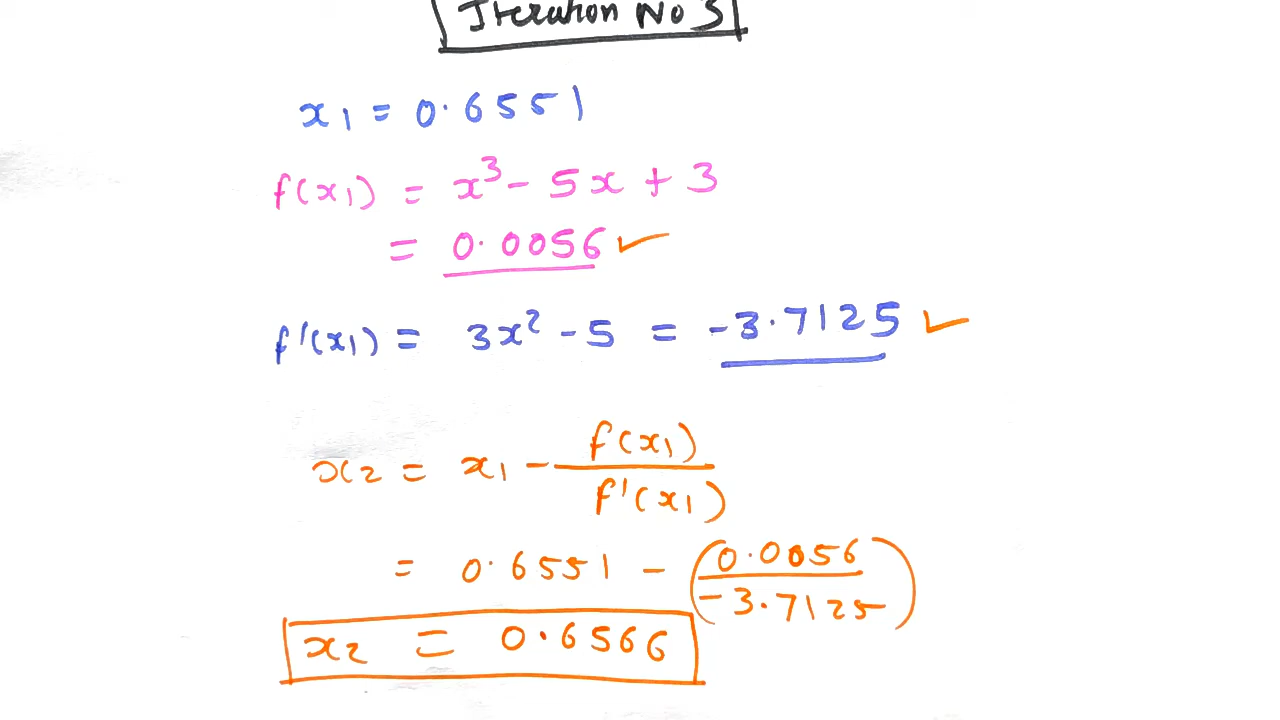 Iteration No 3
x1 = 0.6551
f(x1) = x³ - 5x + 3
= 0.0056 ✓
f'(x1) = 3x² - 5 = -3.7125 ✓
x2 = x1 - f(x1) / f'(x1)
= 0.6551 - (0.0056 / -3.7125)
x2 = 0.6566